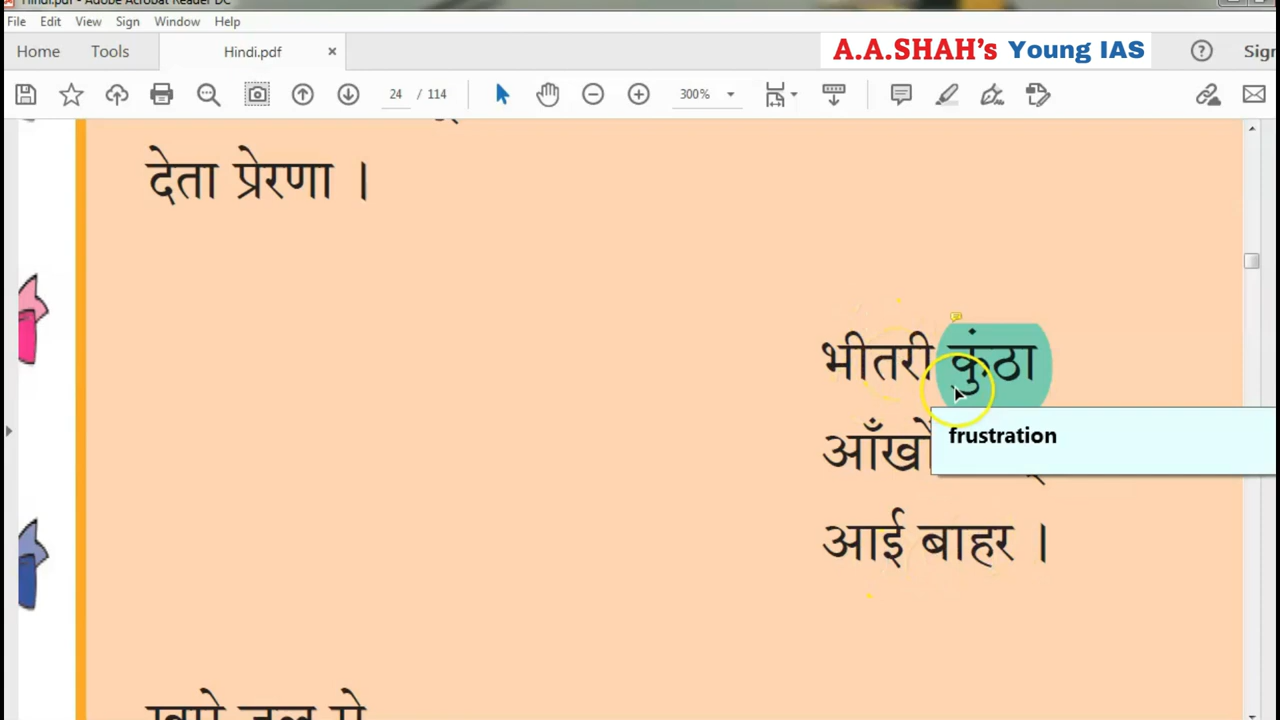 Hindi.pdf - Adobe Acrobat Reader DC
File Edit View Sign Window Help
Home Tools Hindi.pdf ×
A.A.SHAH's Young IAS
Sign
24 / 114
300%
देता प्रेरणा ।
भीतरी कुंठा
frustration
आई बाहर ।